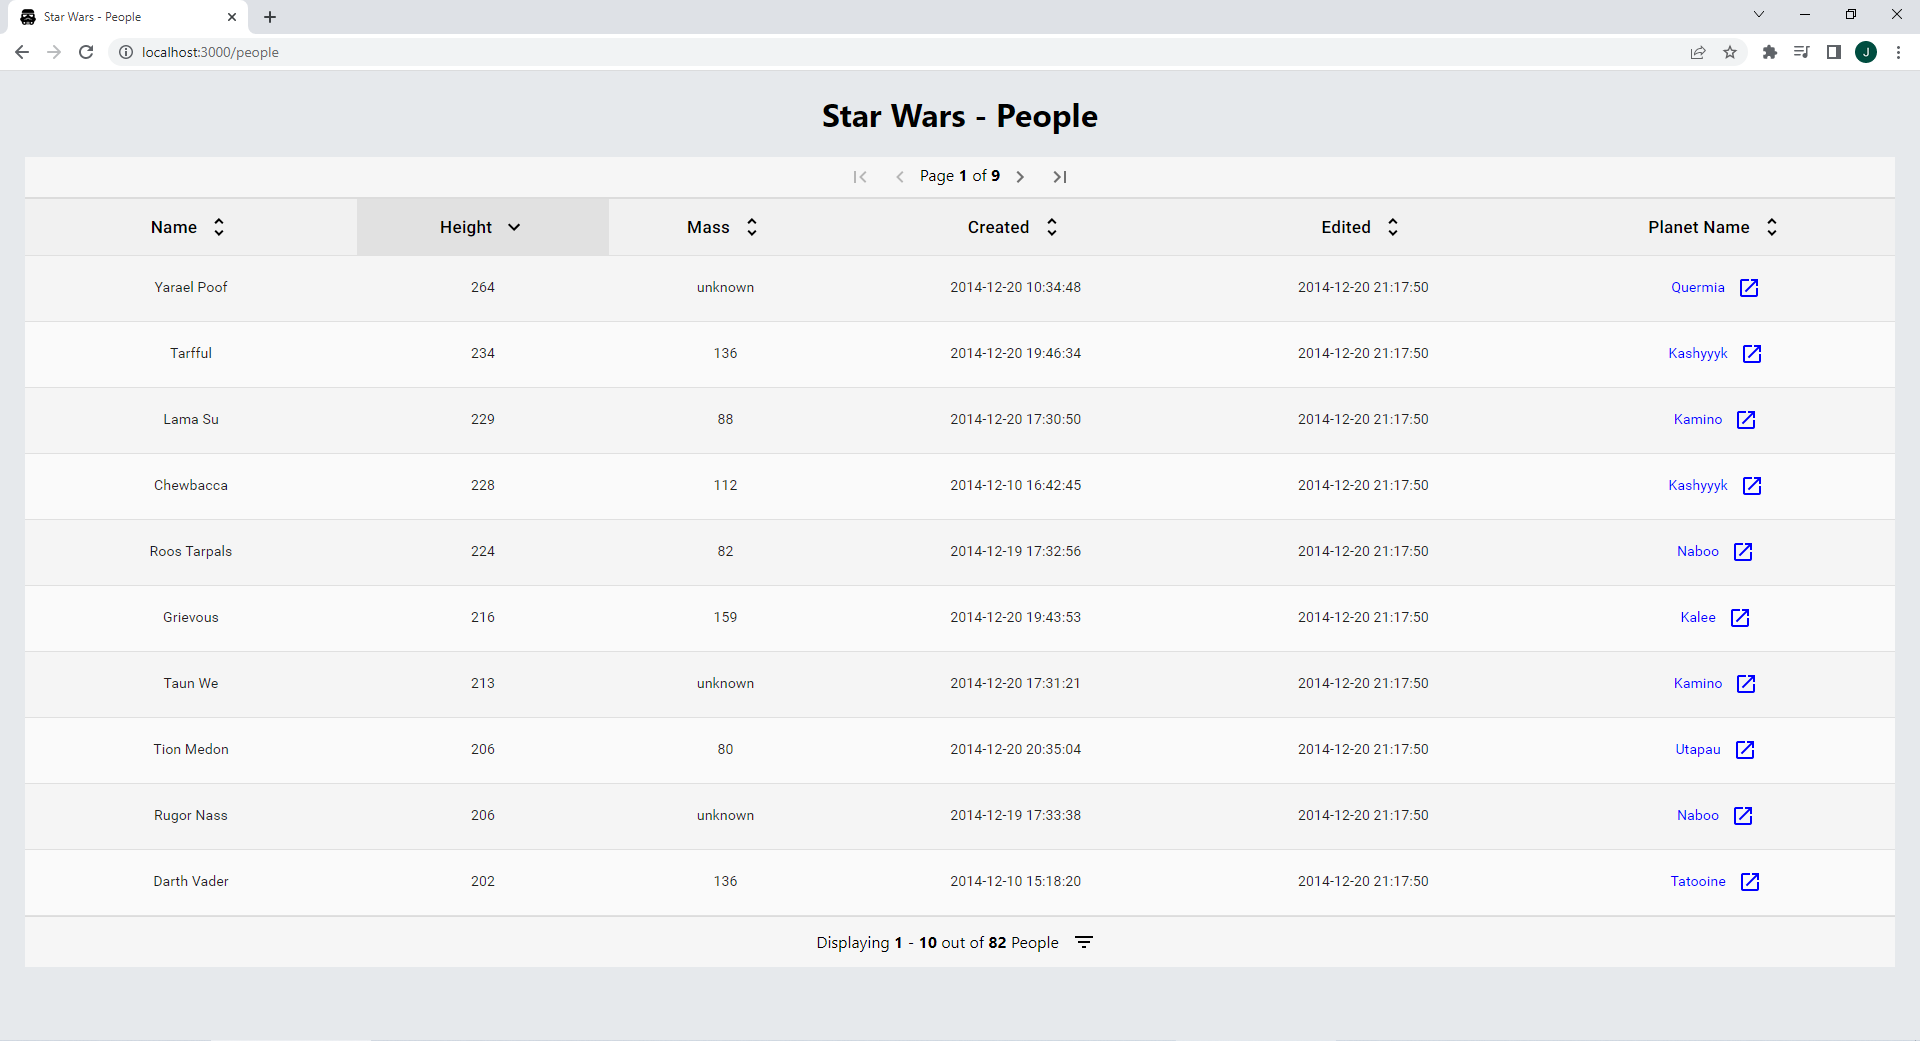 Star Wars - People
localhost:3000/people
J
Star Wars - People
Page 1 of 9
Name Height Mass Created Edited Planet Name
Yarael Poof 264 unknown 2014-12-20 10:34:48 2014-12-20 21:17:50 Quermia
Tarfful 234 136 2014-12-20 19:46:34 2014-12-20 21:17:50 Kashyyyk
Lama Su 229 88 2014-12-20 17:30:50 2014-12-20 21:17:50 Kamino
Chewbacca 228 112 2014-12-10 16:42:45 2014-12-20 21:17:50 Kashyyyk
Roos Tarpals 224 82 2014-12-19 17:32:56 2014-12-20 21:17:50 Naboo
Grievous 216 159 2014-12-20 19:43:53 2014-12-20 21:17:50 Kalee
Taun We 213 unknown 2014-12-20 17:31:21 2014-12-20 21:17:50 Kamino
Tion Medon 206 80 2014-12-20 20:35:04 2014-12-20 21:17:50 Utapau
Rugor Nass 206 unknown 2014-12-19 17:33:38 2014-12-20 21:17:50 Naboo
Darth Vader 202 136 2014-12-10 15:18:20 2014-12-20 21:17:50 Tatooine
Displaying 1 - 10 out of 82 People